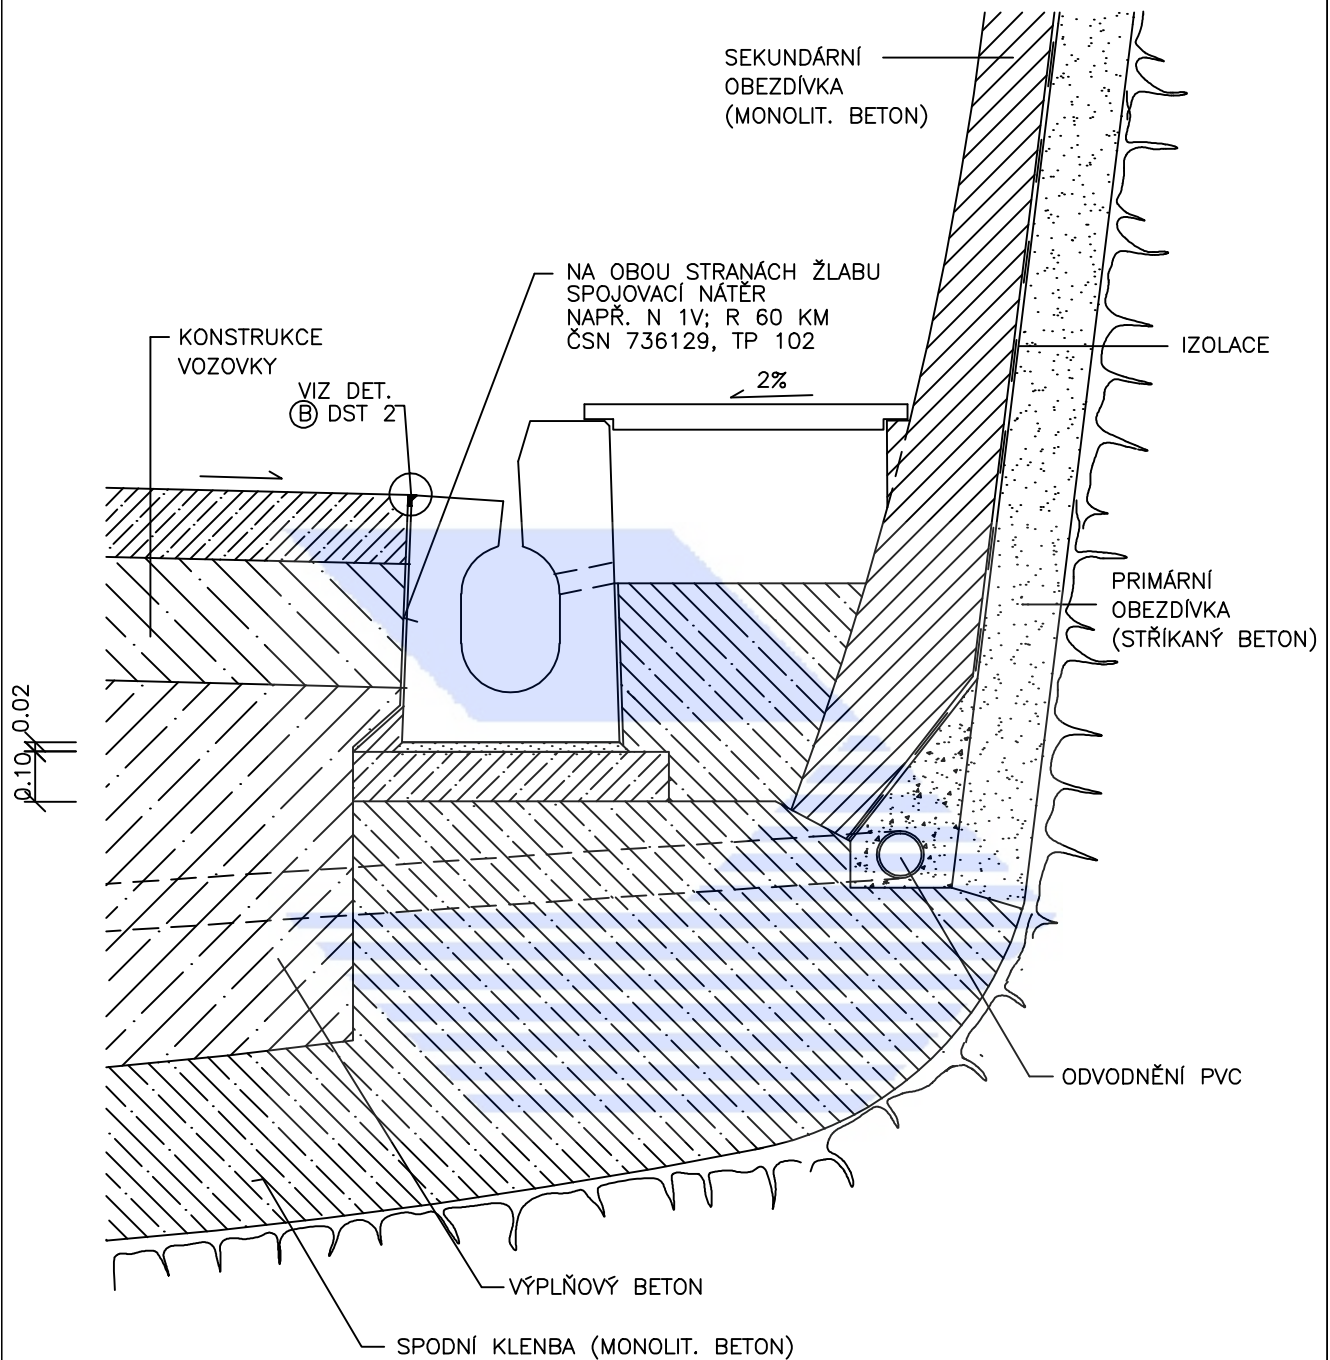 SEKUNDÁRNÍ
OBEZDÍVKA
(MONOLIT. BETON)
NA OBOU STRANÁCH ŽLABU
SPOJOVACÍ NÁTĚR
NAPŘ. N 1V; R 60 KM
ČSN 736129, TP 102
KONSTRUKCE
VOZOVKY
IZOLACE
2%
VIZ DET.
B DST 2
PRIMÁRNÍ
OBEZDÍVKA
(STŘÍKANÝ BETON)
0.02
0.10
ODVODNĚNÍ PVC
VÝPLŇOVÝ BETON
SPODNÍ KLENBA (MONOLIT. BETON)